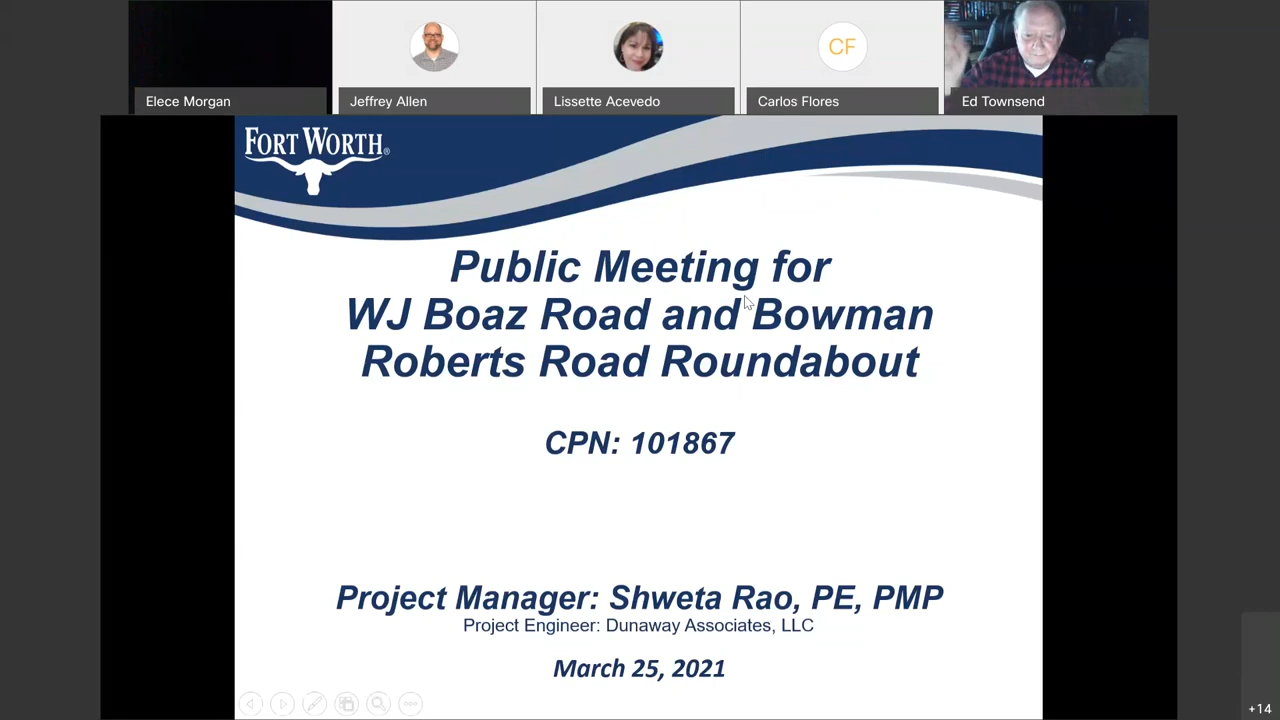 Elece Morgan
Jeffrey Allen
Lissette Acevedo
CF
Carlos Flores
Ed Townsend
FORT WORTH®
Public Meeting for
WJ Boaz Road and Bowman
Roberts Road Roundabout
CPN: 101867
Project Manager: Shweta Rao, PE, PMP
Project Engineer: Dunaway Associates, LLC
March 25, 2021
+14